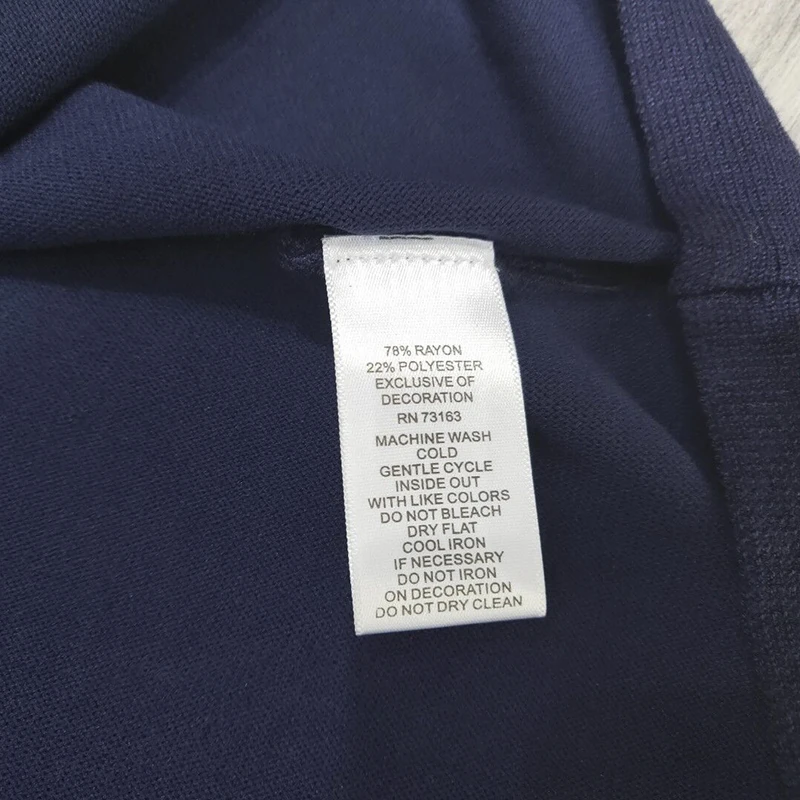 78% RAYON
22% POLYESTER
EXCLUSIVE OF
DECORATION
RN 73163
MACHINE WASH
COLD
GENTLE CYCLE
INSIDE OUT
WITH LIKE COLORS
DO NOT BLEACH
DRY FLAT
COOL IRON
IF NECESSARY
DO NOT IRON
ON DECORATION
DO NOT DRY CLEAN